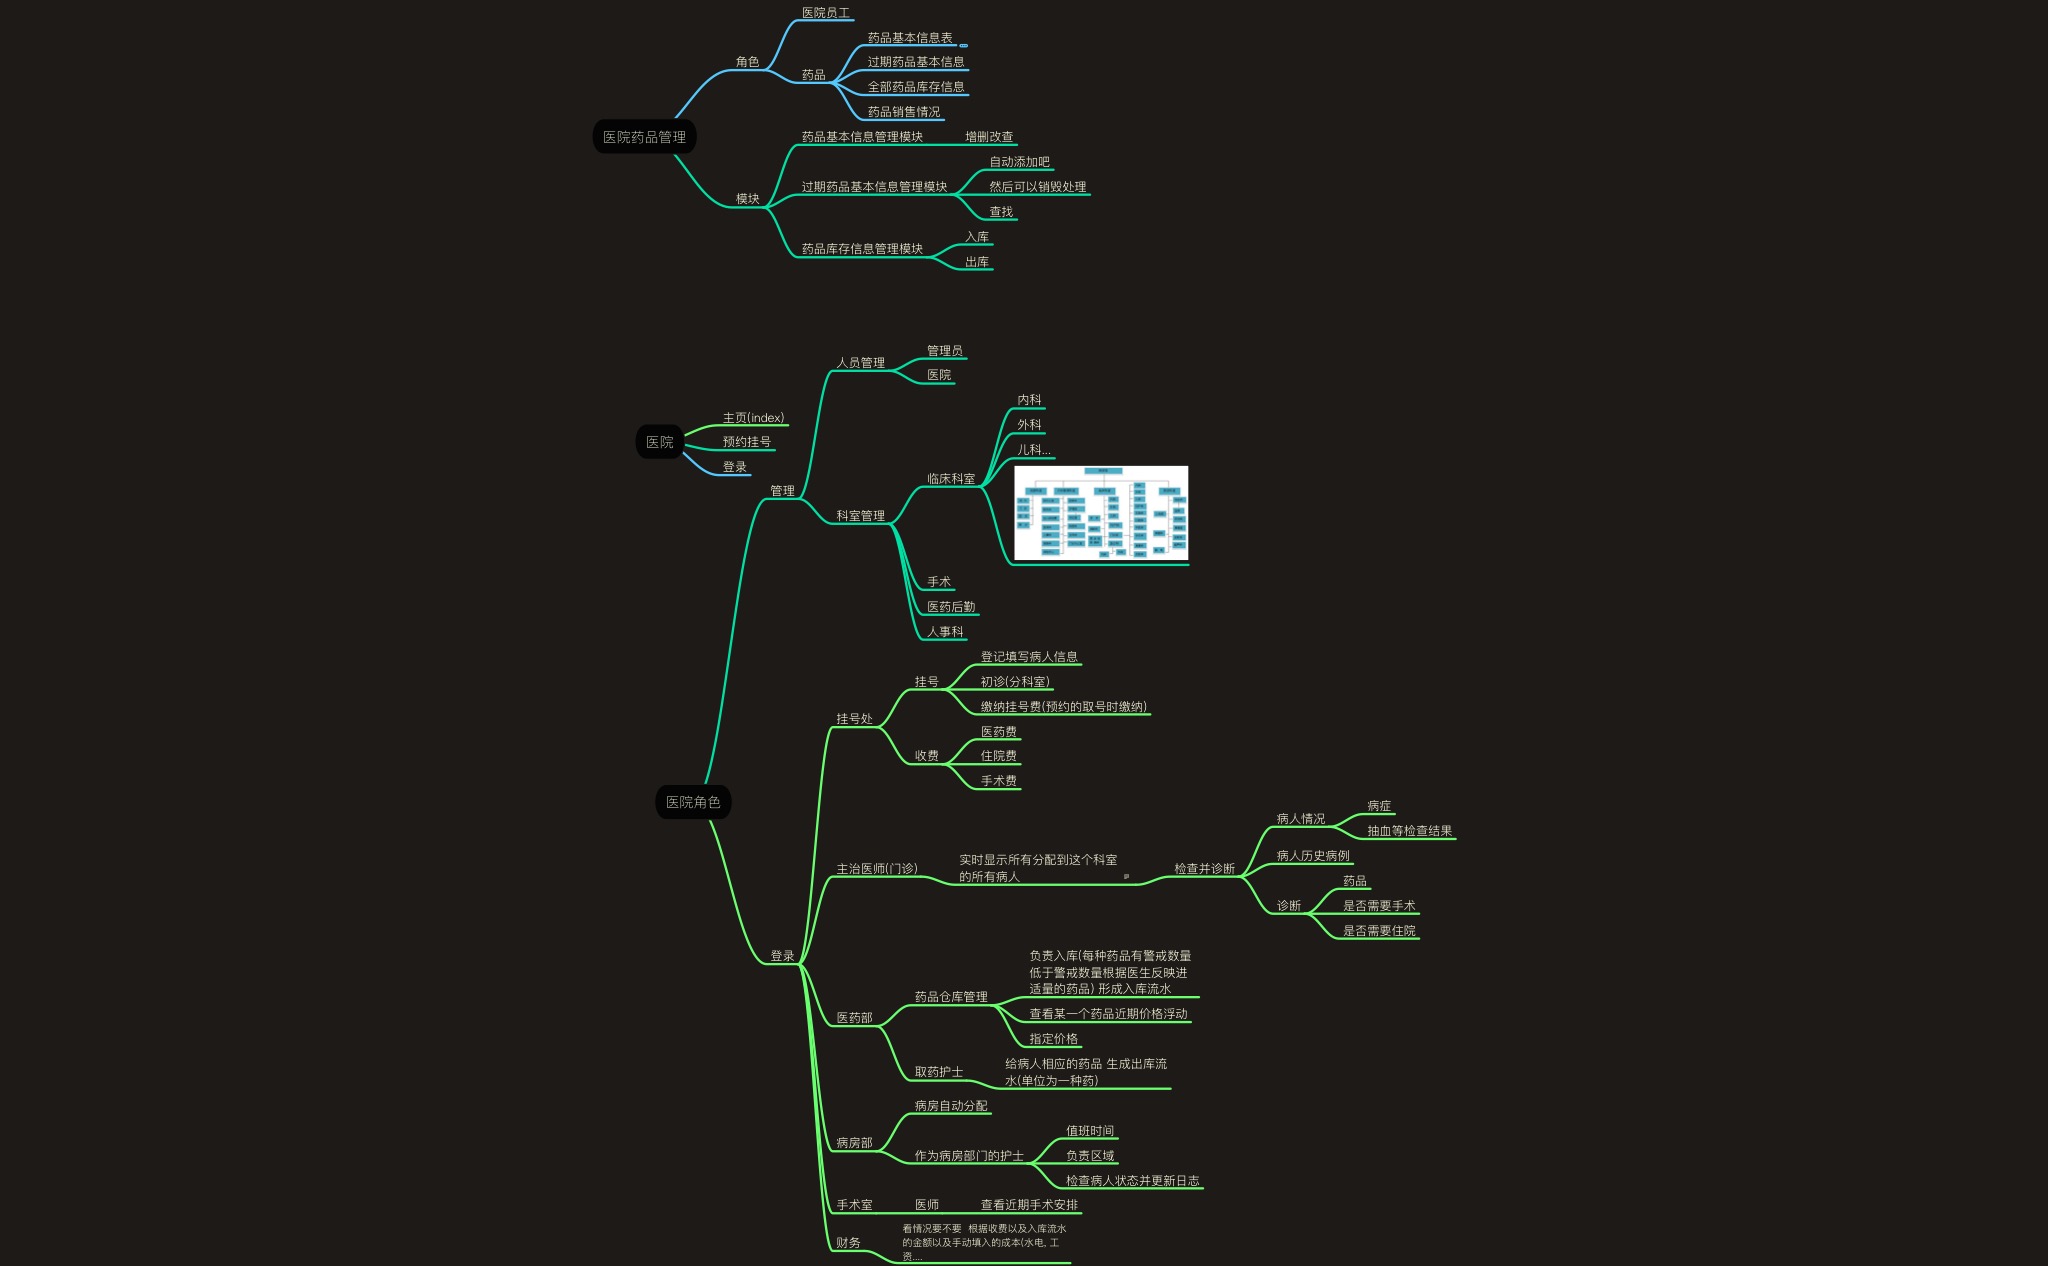 医院员工
药品基本信息表
角色
过期药品基本信息
药品
全部药品库存信息
药品销售情况
医院药品管理
药品基本信息管理模块
增删改查
自动添加吧
模块
过期药品基本信息管理模块
然后可以销毁处理
查找
药品库存信息管理模块
入库
出库
医院
主页(index)
预约挂号
登录
管理员
人员管理
医院
内科
外科
儿科...
临床科室
管理
科室管理
手术
医药后勤
人事科
登记填写病人信息
挂号
初诊(分科室)
缴纳挂号费(预约的取号时缴纳)
挂号处
医药费
收费
住院费
手术费
医院角色
病症
病人情况
抽血等检查结果
主治医师(门诊)
实时显示所有分配到这个科室
的所有病人
检查并诊断
病人历史病例
药品
诊断
是否需要手术
是否需要住院
登录
负责入库(每种药品有警戒数量
低于警戒数量根据医生反映进
适量的药品) 形成入库流水
药品仓库管理
查看某一个药品近期价格浮动
医药部
指定价格
取药护士
给病人相应的药品 生成出库流
水(单位为一种药)
病房自动分配
病房部
值班时间
作为病房部门的护士
负责区域
检查病人状态并更新日志
手术室
医师
查看近期手术安排
财务
看情况要不要 根据收费以及入库流水
的金额以及手动填入的成本(水电, 工
资....